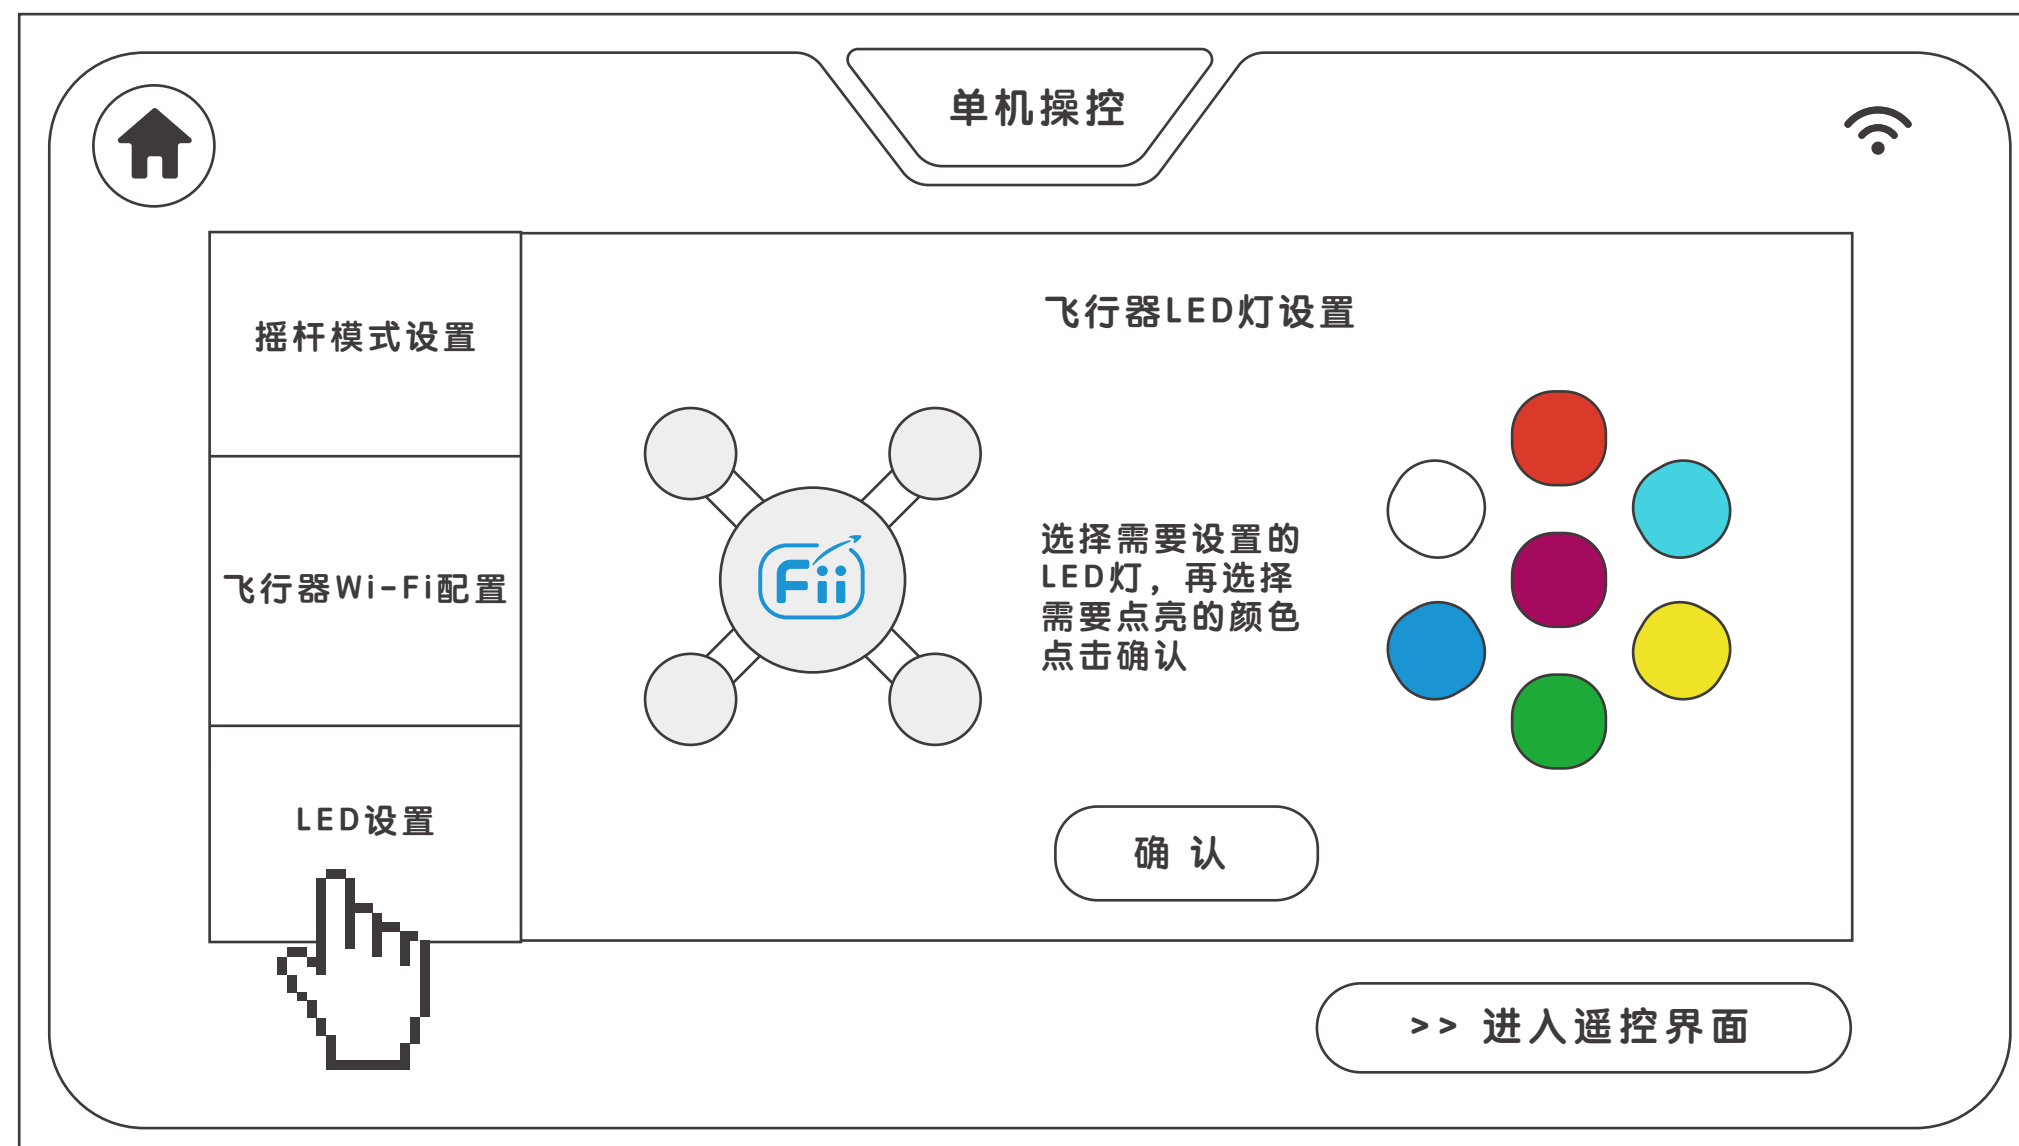 单机操控
摇杆模式设置
飞行器Wi-Fi配置
LED设置
飞行器LED灯设置
Fii
选择需要设置的
LED灯，再选择
需要点亮的颜色
点击确认
确 认
>> 进入遥控界面